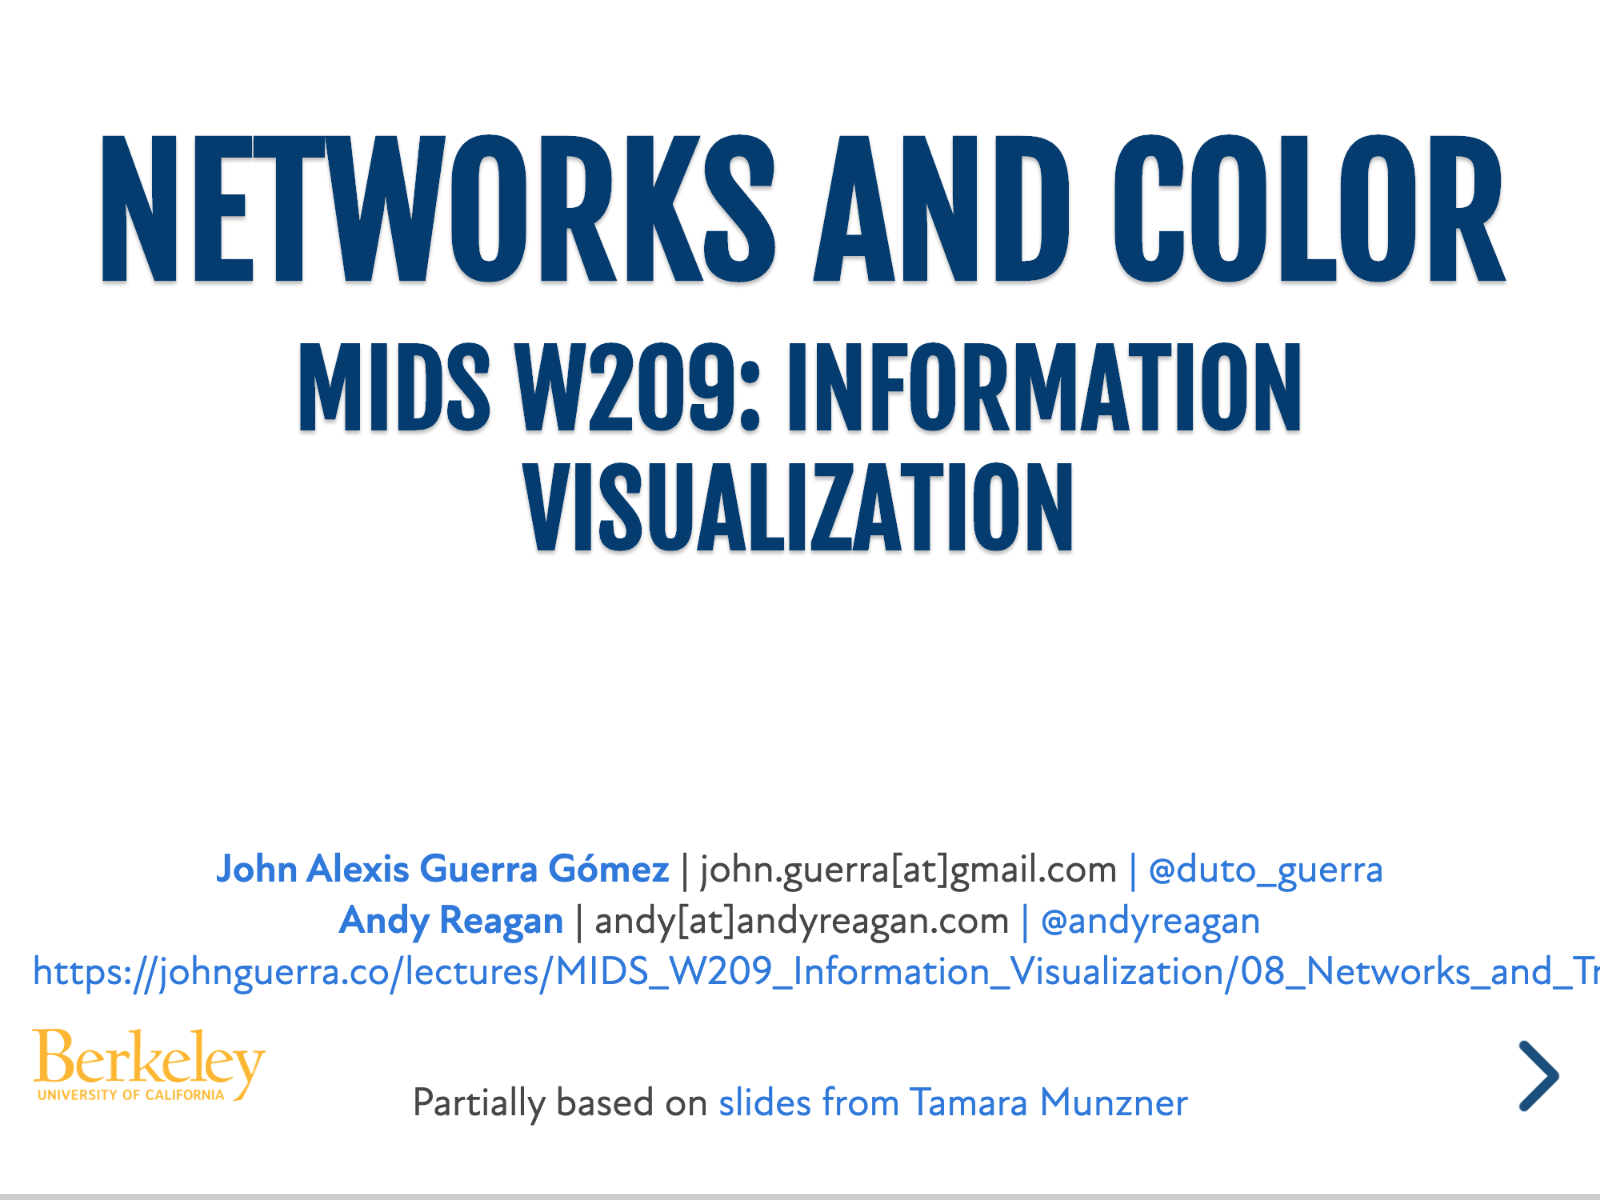 NETWORKS AND COLOR
MIDS W209: INFORMATION
VISUALIZATION
John Alexis Guerra Gómez | john.guerra[at]gmail.com | @duto_guerra
Andy Reagan | andy[at]andyreagan.com | @andyreagan
https://johnguerra.co/lectures/MIDS_W209_Information_Visualization/08_Networks_and_Tr
Berkeley
UNIVERSITY OF CALIFORNIA
Partially based on slides from Tamara Munzner